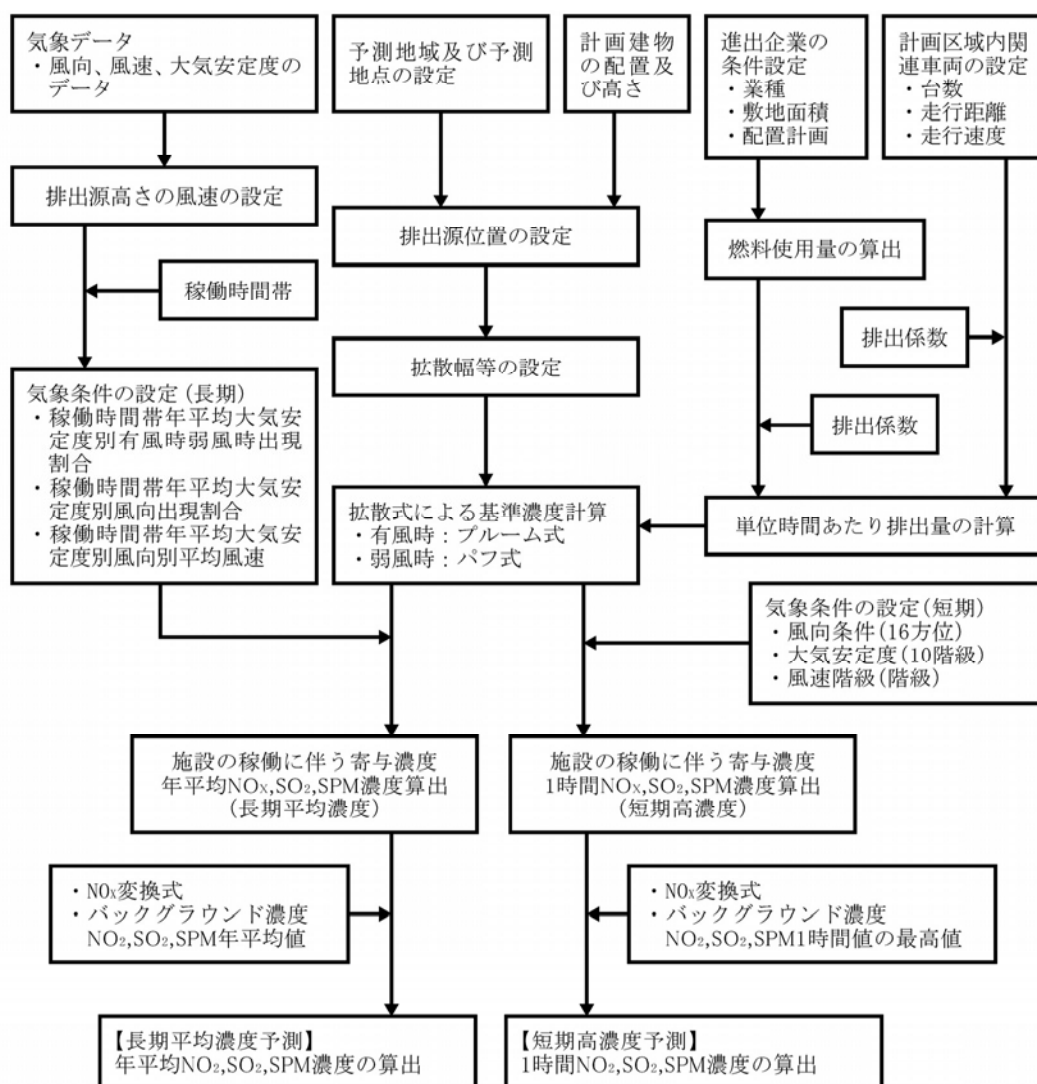 気象データ
・風向、風速、大気安定度の
データ
予測地域及び予測
地点の設定
計画建物
の配置及
び高さ
進出企業の
条件設定
・業種
・敷地面積
・配置計画
計画区域内関
連車両の設定
・台数
・走行距離
・走行速度
排出源高さの風速の設定
排出源位置の設定
燃料使用量の算出
稼働時間帯
排出係数
拡散幅等の設定
気象条件の設定(長期)
・稼働時間帯年平均大気安
定度別有風時弱風時出現
割合
・稼働時間帯年平均大気安
定度別風向出現割合
・稼働時間帯年平均大気安
定度別風向別平均風速
排出係数
拡散式による基準濃度計算
・有風時：プルーム式
・弱風時：パフ式
単位時間あたり排出量の計算
気象条件の設定(短期)
・風向条件(16方位)
・大気安定度(10階級)
・風速階級(階級)
施設の稼働に伴う寄与濃度
年平均NOX,SO2,SPM濃度算出
(長期平均濃度)
施設の稼働に伴う寄与濃度
1時間NOX,SO2,SPM濃度算出
(短期高濃度)
・NOX変換式
・バックグラウンド濃度
NO2,SO2,SPM年平均値
・NOX変換式
・バックグラウンド濃度
NO2,SO2,SPM1時間値の最高値
【長期平均濃度予測】
年平均NO2,SO2,SPM濃度の算出
【短期高濃度予測】
1時間NO2,SO2,SPM濃度の算出